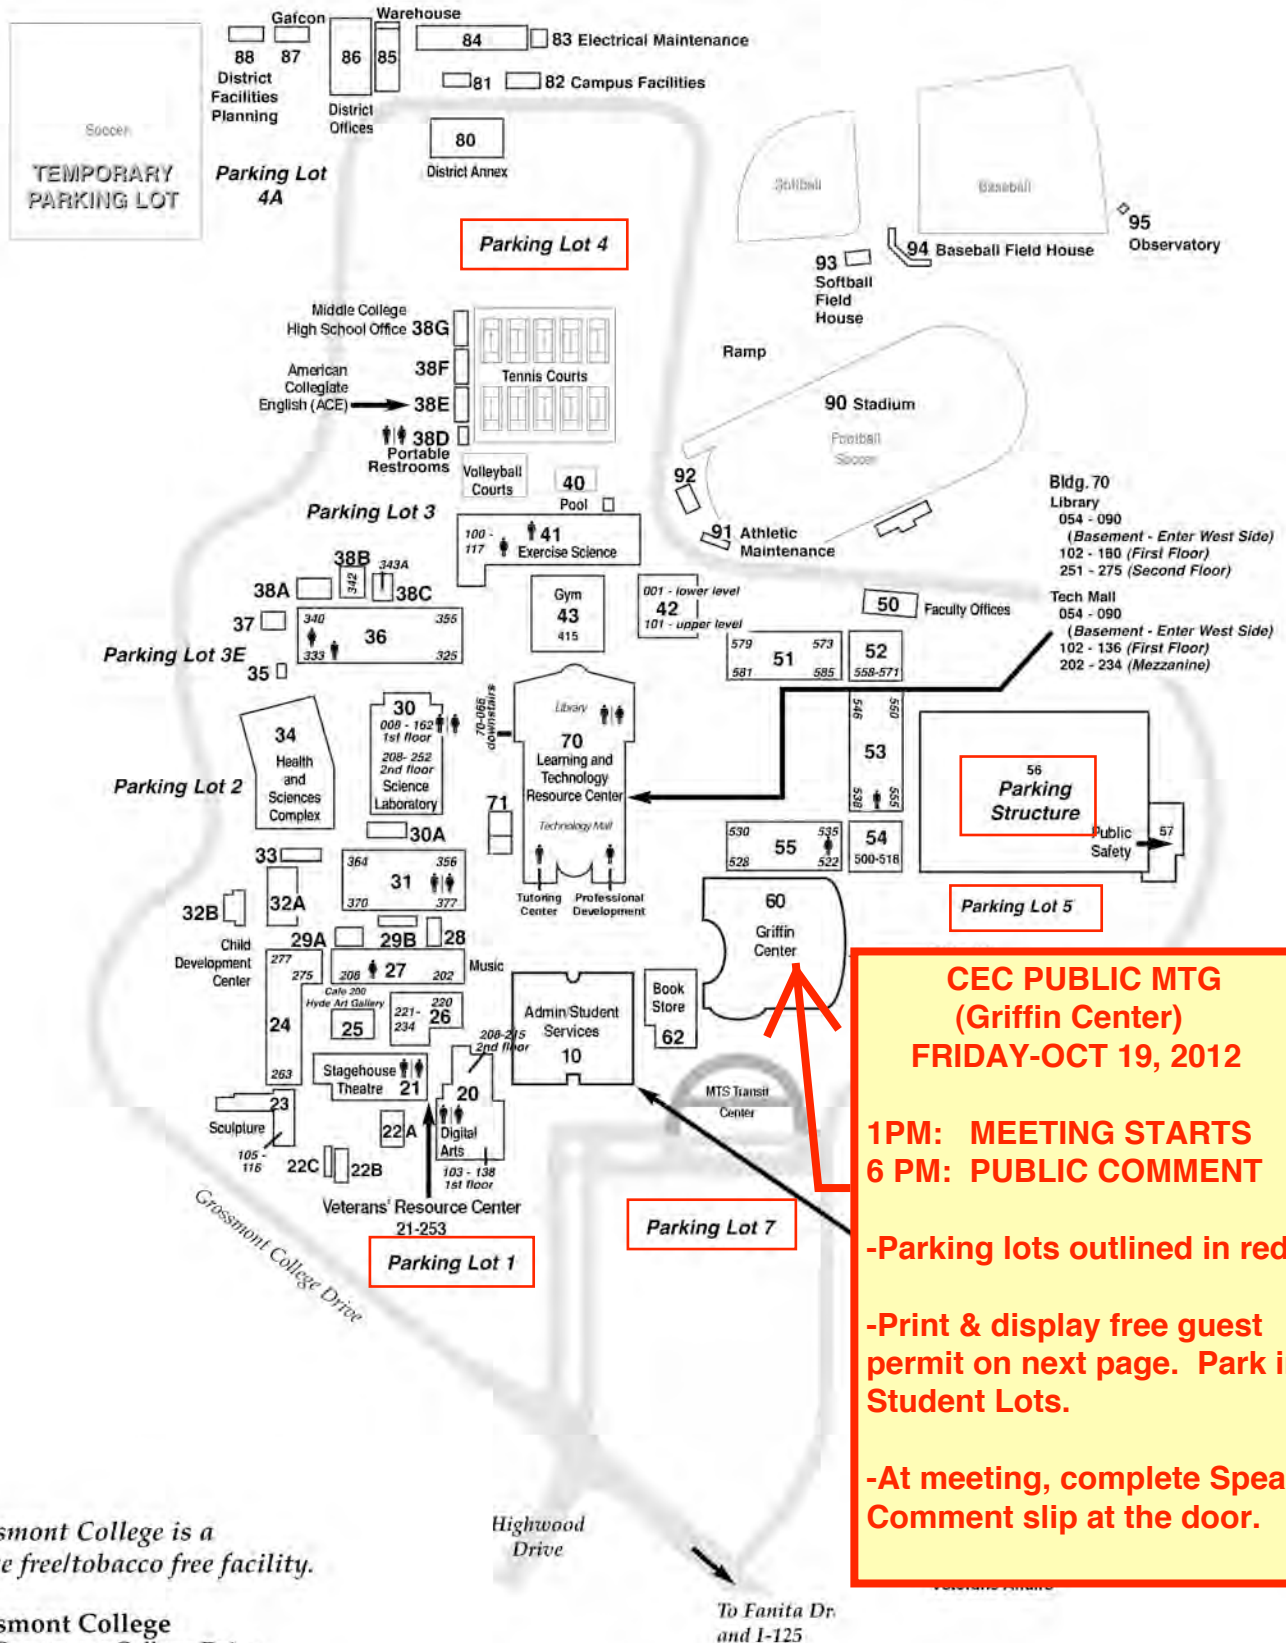 Gafcon
Warehouse
88
87
86
85
84
83 Electrical Maintenance
District
Facilities
Planning
District
Offices
81
82 Campus Facilities
80
District Annex
Soccer
TEMPORARY
PARKING LOT
Parking Lot
4A
Parking Lot 4
Softball
Baseball
95
Observatory
94 Baseball Field House
93
Softball
Field
House
Middle College
High School Office 38G
38F
American
Collegiate
English (ACE)
38E
38D
Portable
Restrooms
Tennis Courts
Volleyball
Courts
40
Pool
Ramp
90 Stadium
Football
Soccer
92
91 Athletic
Maintenance
Parking Lot 3
100 -
117
41
Exercise Science
Bldg. 70
Library
054 - 090
(Basement - Enter West Side)
102 - 190 (First Floor)
251 - 275 (Second Floor)
Tech Mall
054 - 090
(Basement - Enter West Side)
102 - 136 (First Floor)
202 - 234 (Mezzanine)
38B
343A
342
38A
38C
37
340
355
36
333
325
Parking Lot 3E
35
Gym
43
415
001 - lower level
42
101 - upper level
50
Faculty Offices
579
573
51
581
585
52
558-571
34
Health
and
Sciences
Complex
30
008 - 162
1st floor
208- 252
2nd floor
Science
Laboratory
Parking Lot 2
70-066
downstairs
Library
70
Learning and
Technology
Resource Center
Technology Mall
71
546
550
53
538
555
56
Parking
Structure
Public
Safety
57
30A
33
364
356
31
370
377
32A
32B
Tutoring
Center
Professional
Development
530
535
55
528
522
54
500-518
60
Griffin
Center
Parking Lot 5
Child
Development
Center
29A
29B
28
277
275
208
27
202
Music
Cafe 200
Hyde Art Gallery
25
221-
234
220
26
24
263
208-215
2nd floor
Admin/Student
Services
10
Book
Store
62
Stagehouse
Theatre
21
20
Digital
Arts
MTS Transit
Center
23
Sculpture
105 -
116
22A
22C
22B
103 - 138
1st floor
Veterans' Resource Center
21-253
Parking Lot 1
Parking Lot 7
Grossmont College Drive
CEC PUBLIC MTG
(Griffin Center)
FRIDAY-OCT 19, 2012
1PM: MEETING STARTS
6 PM: PUBLIC COMMENT
-Parking lots outlined in red
-Print & display free guest
permit on next page. Park i
Student Lots.
-At meeting, complete Spea
Comment slip at the door.
smont College is a
e free/tobacco free facility.
smont College
Highwood
Drive
To Fanita Dr.
and I-125